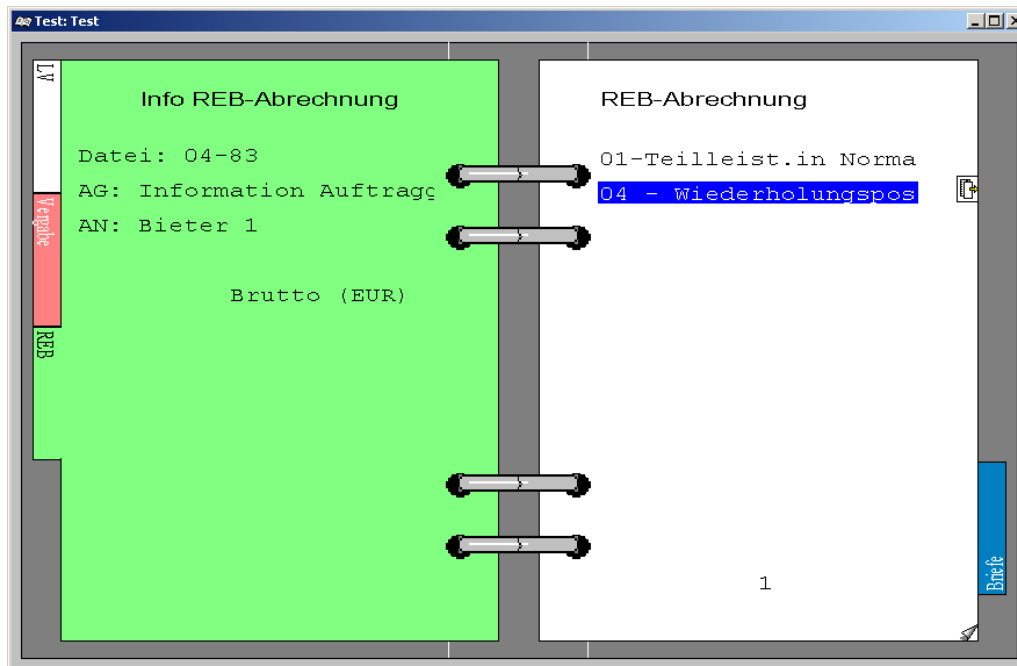 Test: Test
LV
Vergabe
REB
Info REB-Abrechnung
Datei: 04-83
AG: Information Auftragg
AN: Bieter 1
Brutto (EUR)
REB-Abrechnung
01-Teilleist.in Norma
04 - Wiederholungspos
1
Briefe